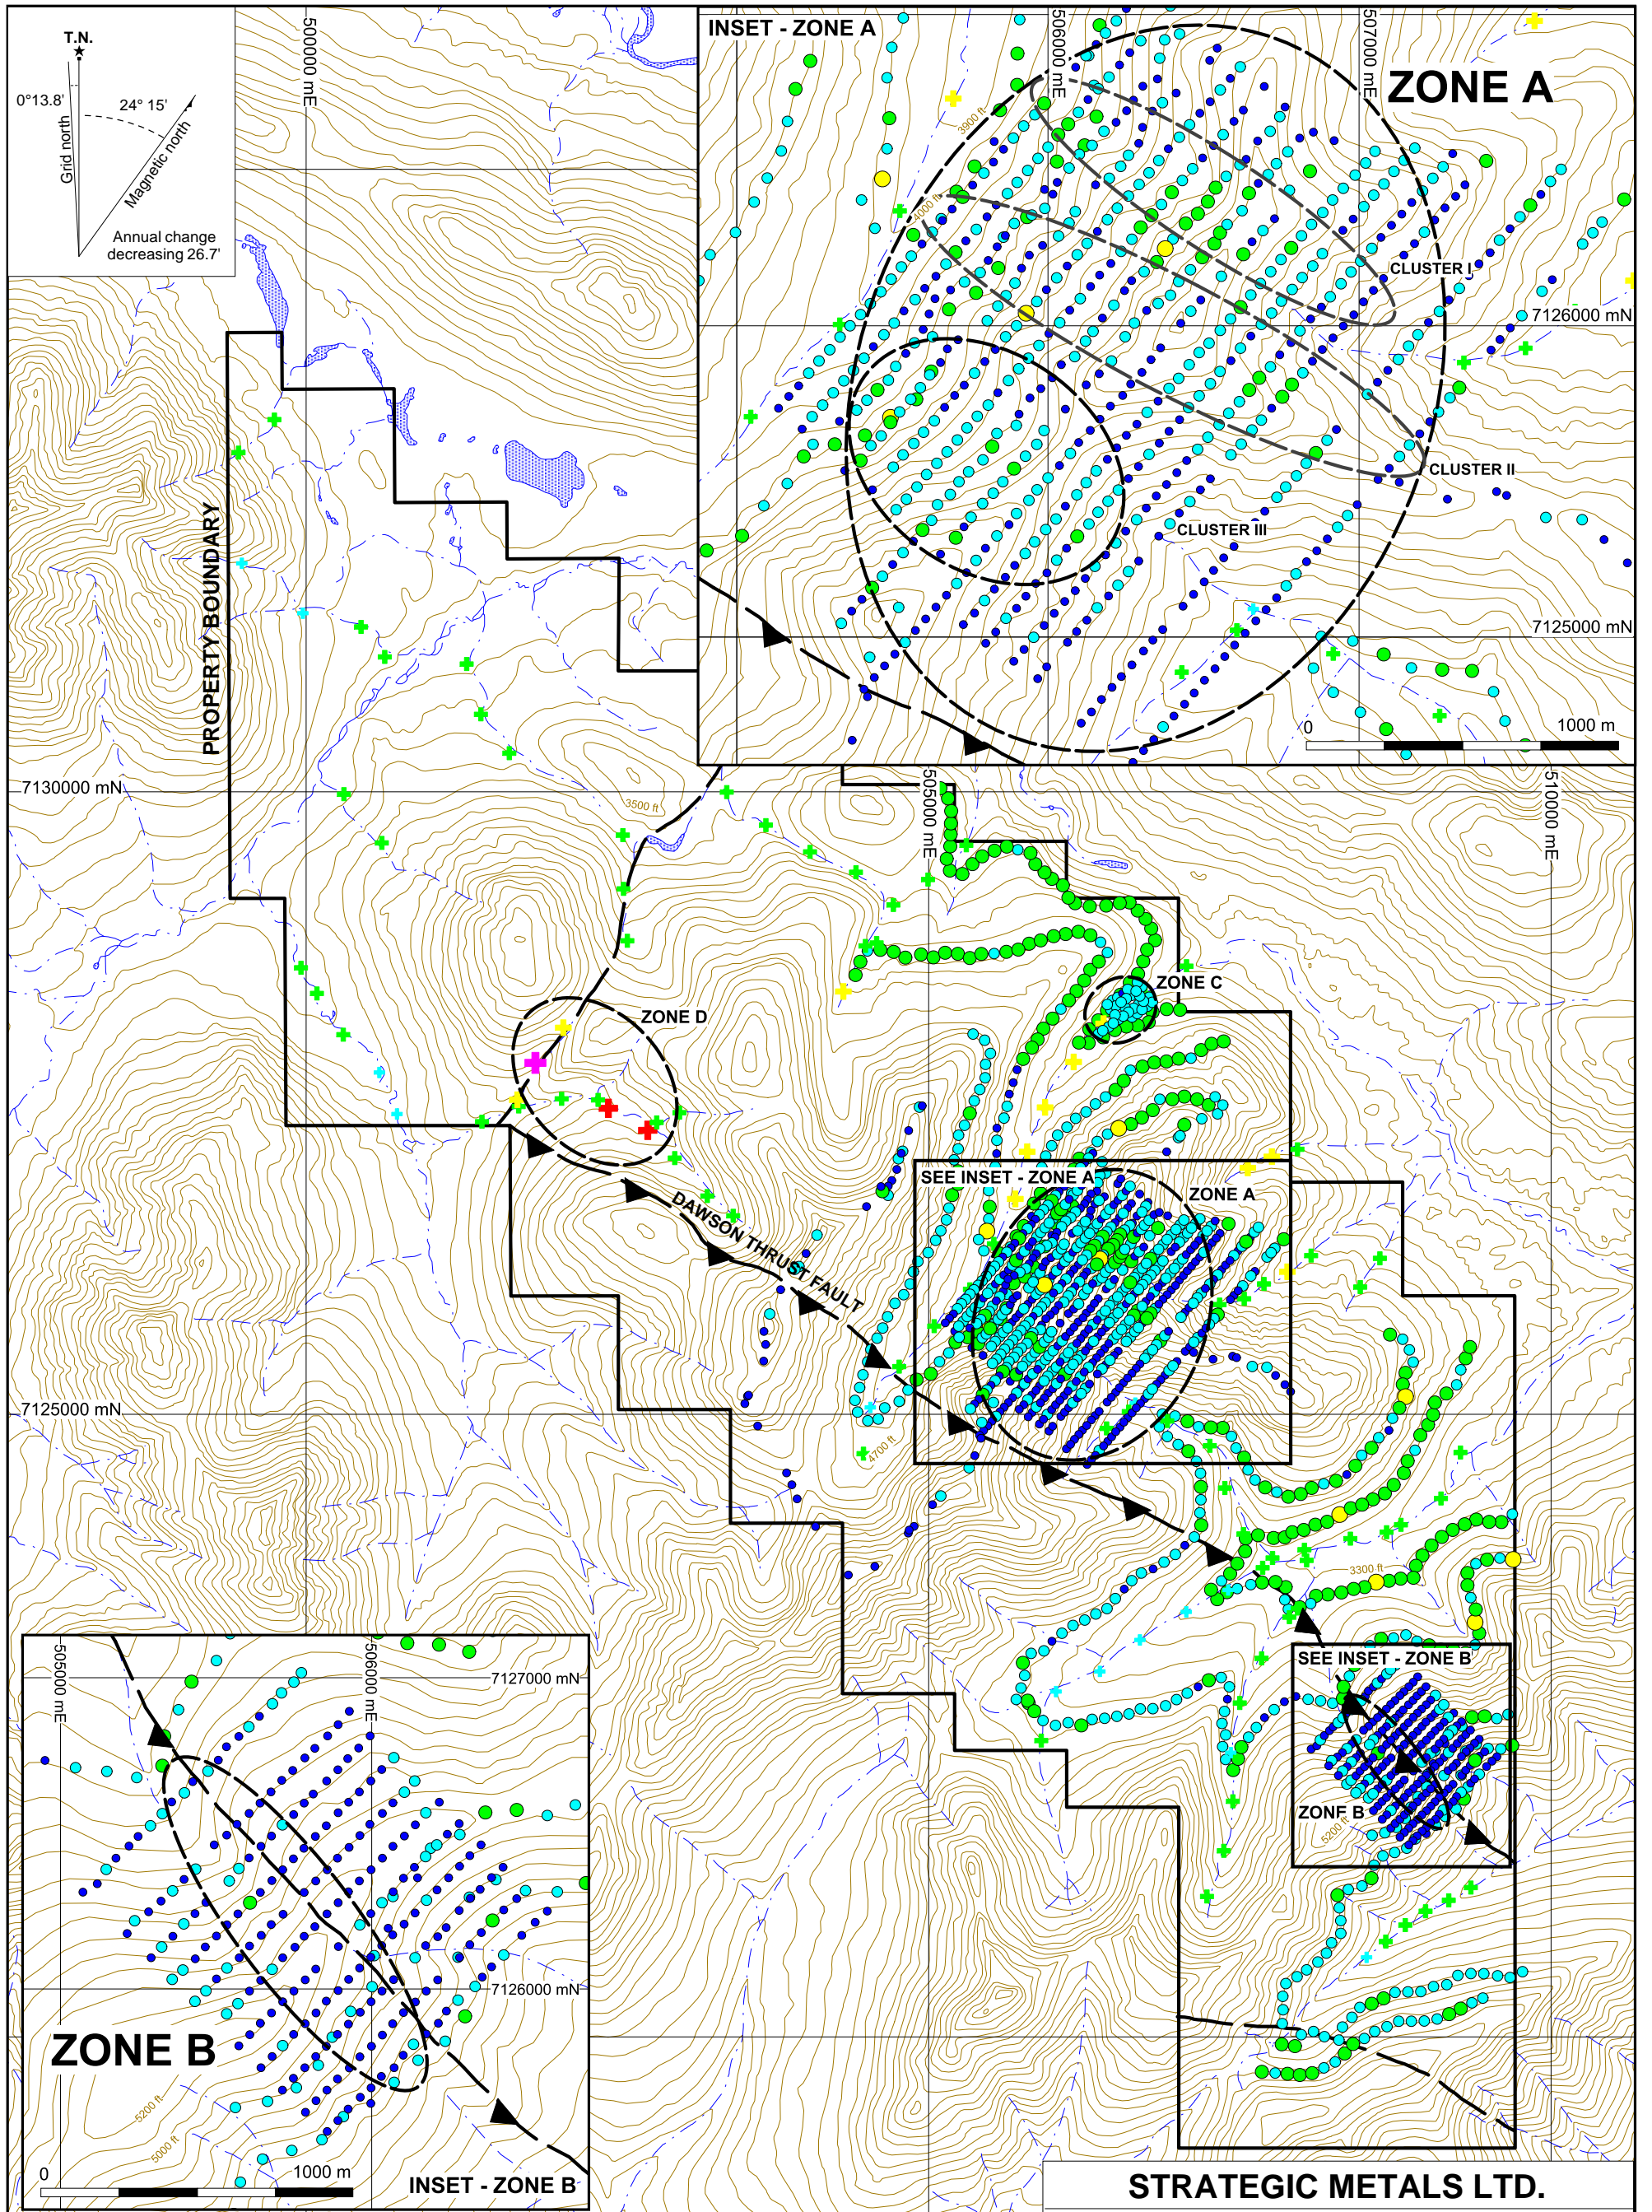 T.N.
0°13.8'
24° 15'
Grid north
Magnetic north
Annual change
decreasing 26.7'
500000 mE
INSET - ZONE A
506000 mE
507000 mE
ZONE A
3900 ft
4000 ft
CLUSTER I
7126000 mN
CLUSTER II
CLUSTER III
7125000 mN
0
1000 m
PROPERTY BOUNDARY
7130000 mN
3500 ft
505000 mE
510000 mE
ZONE C
ZONE D
SEE INSET - ZONE A
ZONE A
DAWSON THRUST FAULT
7125000 mN
4700 ft
3300 ft
SEE INSET - ZONE B
ZONE B
5200 ft
505000 mE
506000 mE
7127000 mN
7126000 mN
ZONE B
5200 ft
5000 ft
0
1000 m
INSET - ZONE B
STRATEGIC METALS LTD.